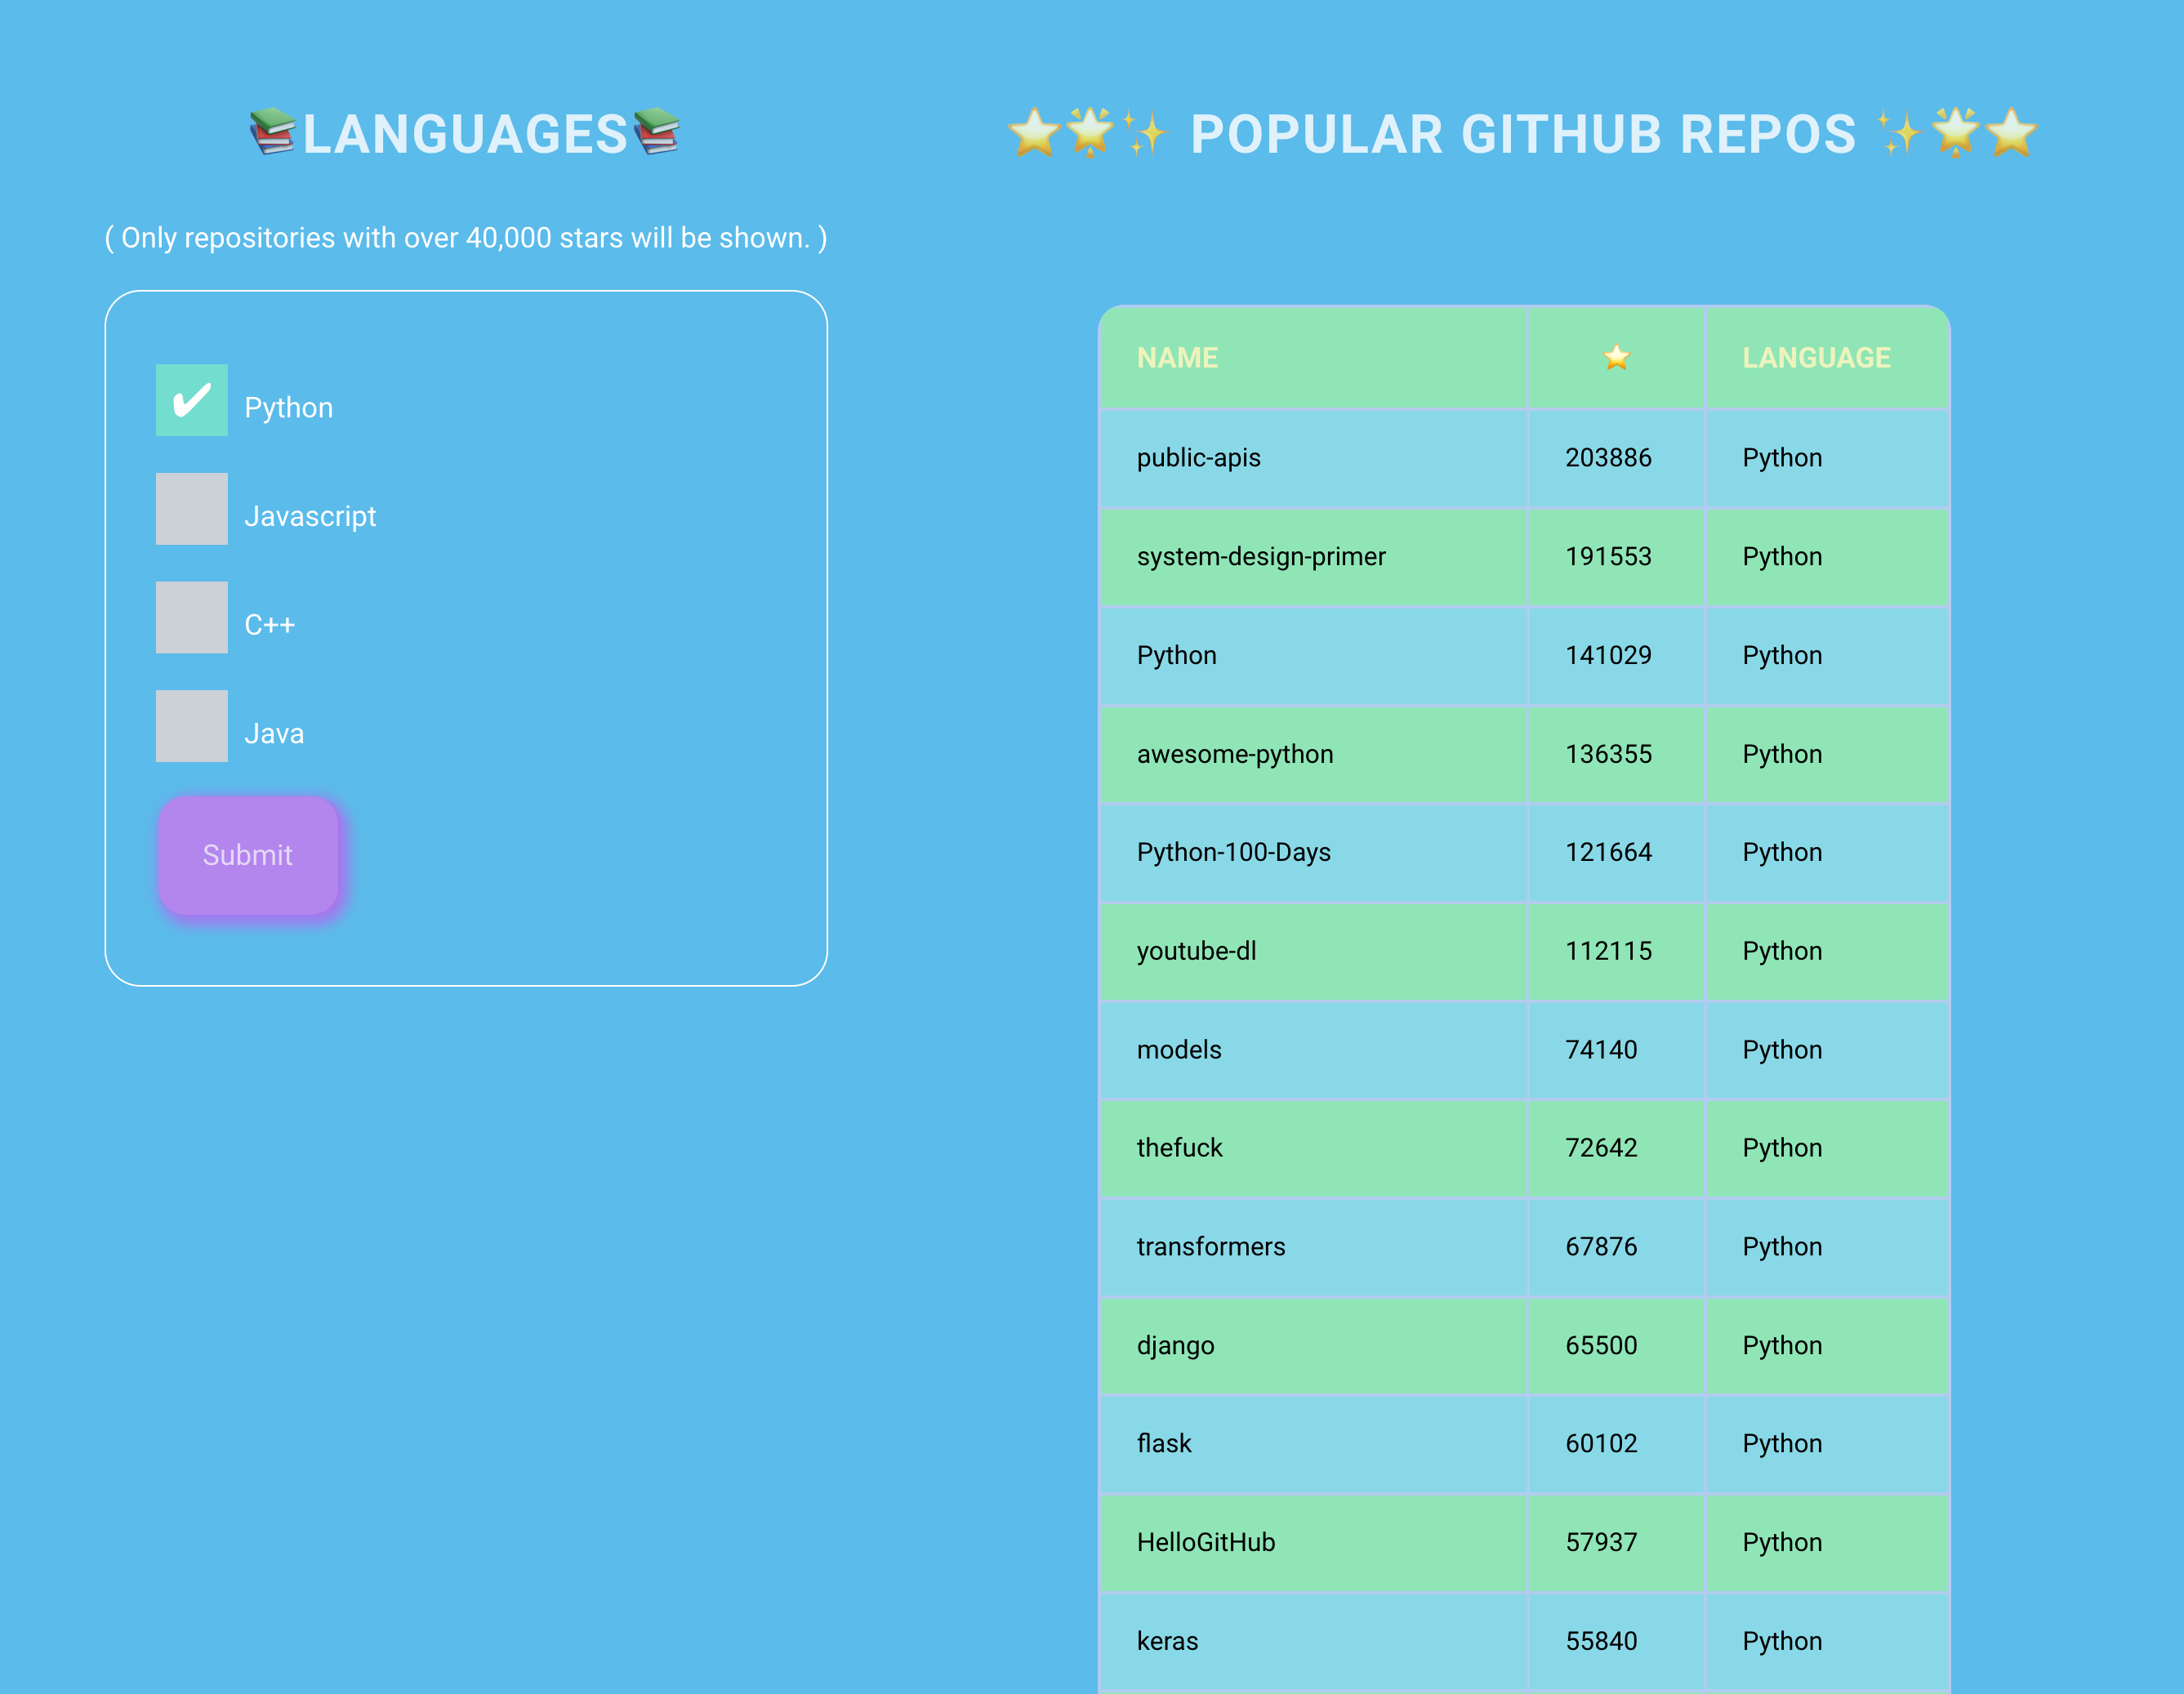 📚LANGUAGES📚
( Only repositories with over 40,000 stars will be shown. )
✔ Python
Javascript
C++
Java
Submit
⭐🌟✨ POPULAR GITHUB REPOS ✨🌟⭐
NAME ⭐ LANGUAGE
public-apis 203886 Python
system-design-primer 191553 Python
Python 141029 Python
awesome-python 136355 Python
Python-100-Days 121664 Python
youtube-dl 112115 Python
models 74140 Python
thefuck 72642 Python
transformers 67876 Python
django 65500 Python
flask 60102 Python
HelloGitHub 57937 Python
keras 55840 Python